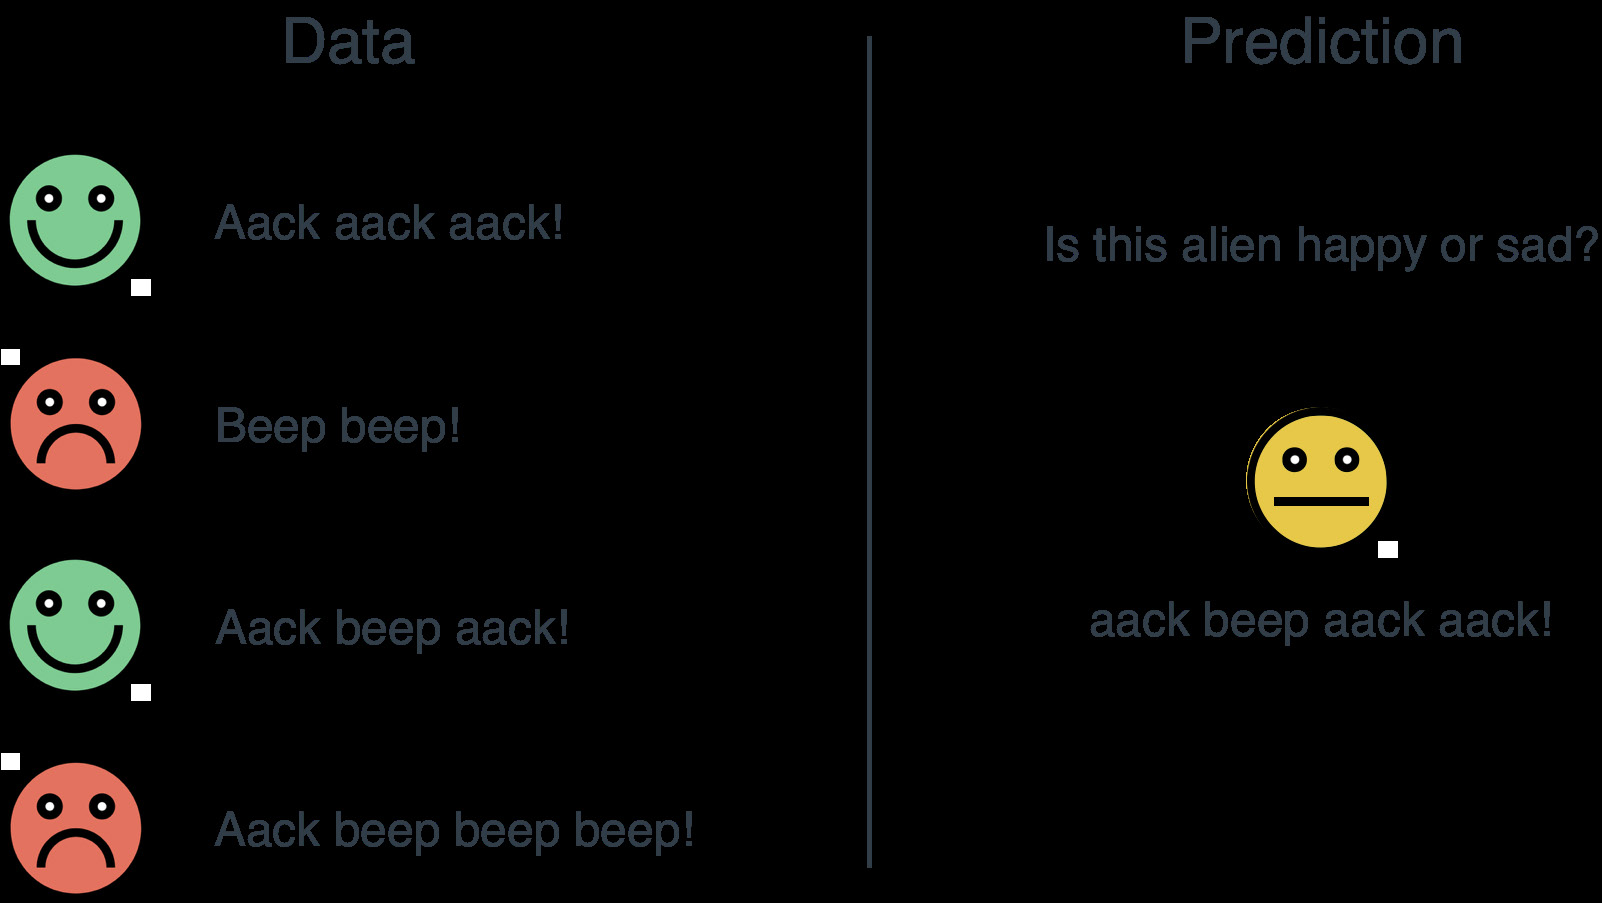 Data
Aack aack aack!
Beep beep!
Aack beep aack!
Aack beep beep beep!
Prediction
Is this alien happy or sad?
aack beep aack aack!